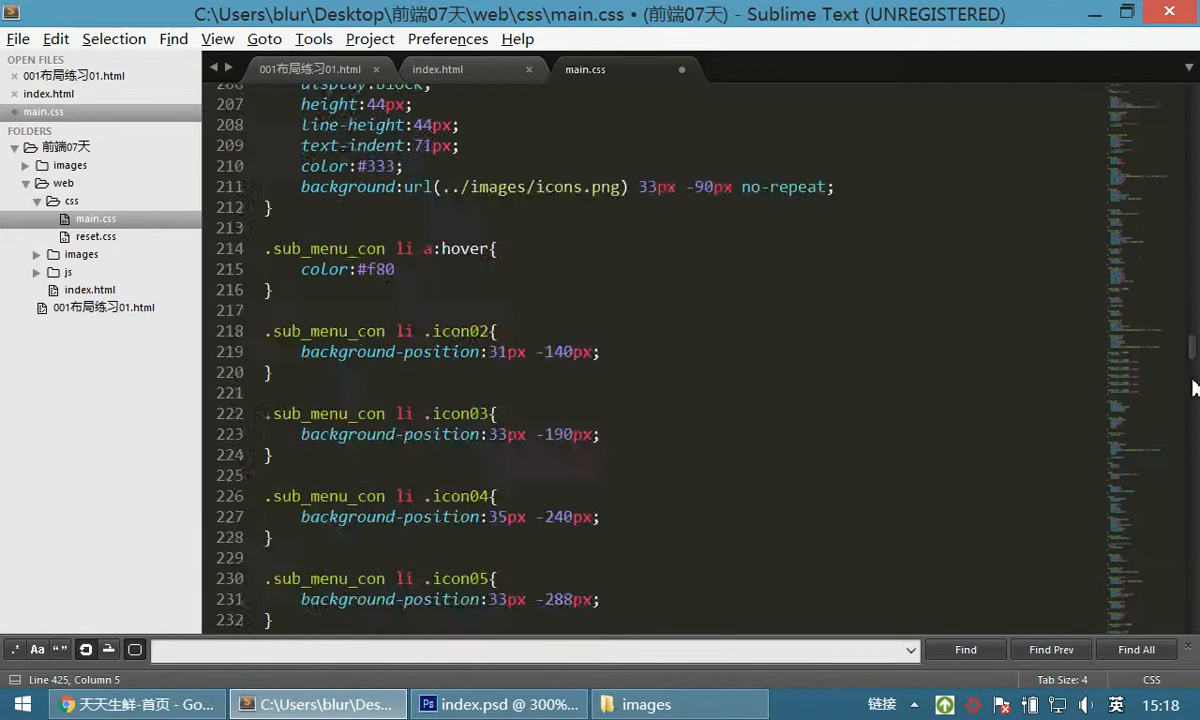 C:\Users\blur\Desktop\前端07天\web\css\main.css • (前端07天) - Sublime Text (UNREGISTERED)
File Edit Selection Find View Goto Tools Project Preferences Help
OPEN FILES
001布局练习01.html
index.html
main.css
FOLDERS
前端07天
images
web
css
main.css
reset.css
images
js
index.html
001布局练习01.html
001布局练习01.html index.html main.css
206 display:block;
207 height:44px;
208 line-height:44px;
209 text-indent:71px;
210 color:#333;
211 background:url(../images/icons.png) 33px -90px no-repeat;
212 }
213
214 .sub_menu_con li a:hover{
215 color:#f80
216 }
217
218 .sub_menu_con li .icon02{
219 background-position:31px -140px;
220 }
221
222 .sub_menu_con li .icon03{
223 background-position:33px -190px;
224 }
225
226 .sub_menu_con li .icon04{
227 background-position:35px -240px;
228 }
229
230 .sub_menu_con li .icon05{
231 background-position:33px -288px;
232 }
.* Aa “ ” Find Find Prev Find All
Line 425, Column 5 Tab Size: 4 CSS
天天生鲜-首页 - Go... C:\Users\blur\Des... index.psd @ 300%... images 链接 英 15:18